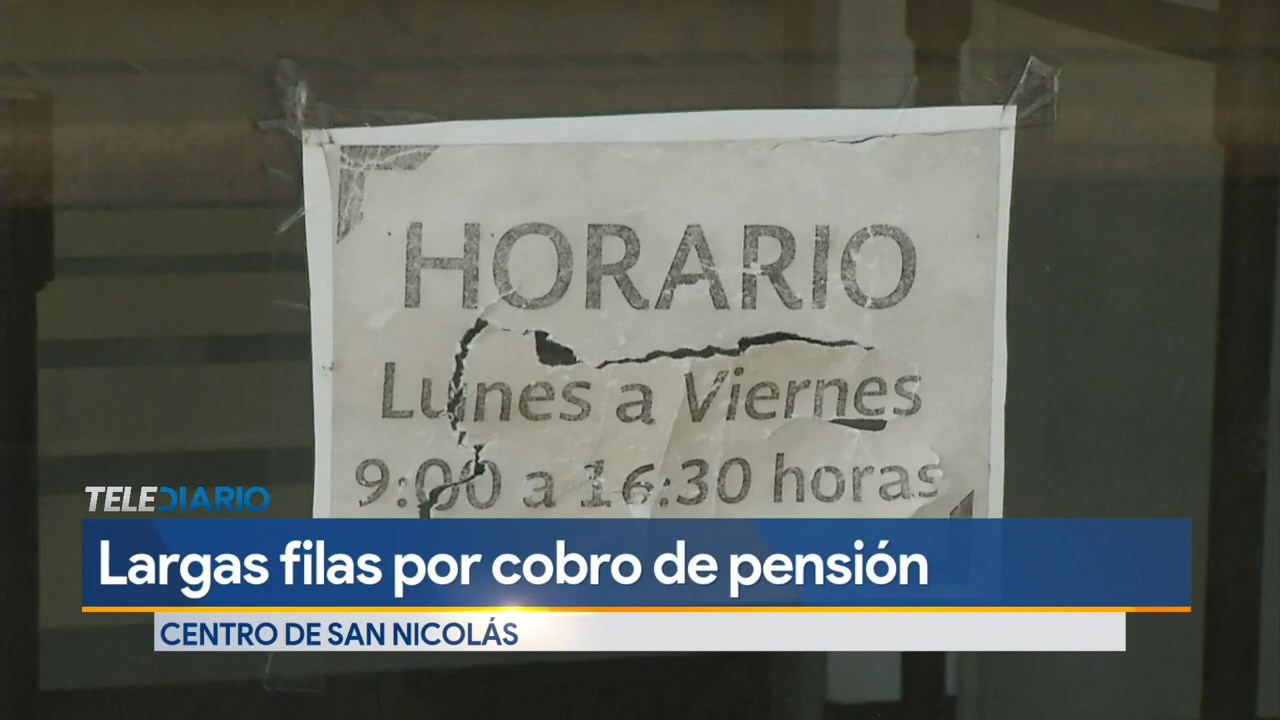 HORARIO
Lunes a Viernes
9:00 a 16:30 horas
TELEDIARIO
Largas filas por cobro de pensión
CENTRO DE SAN NICOLÁS